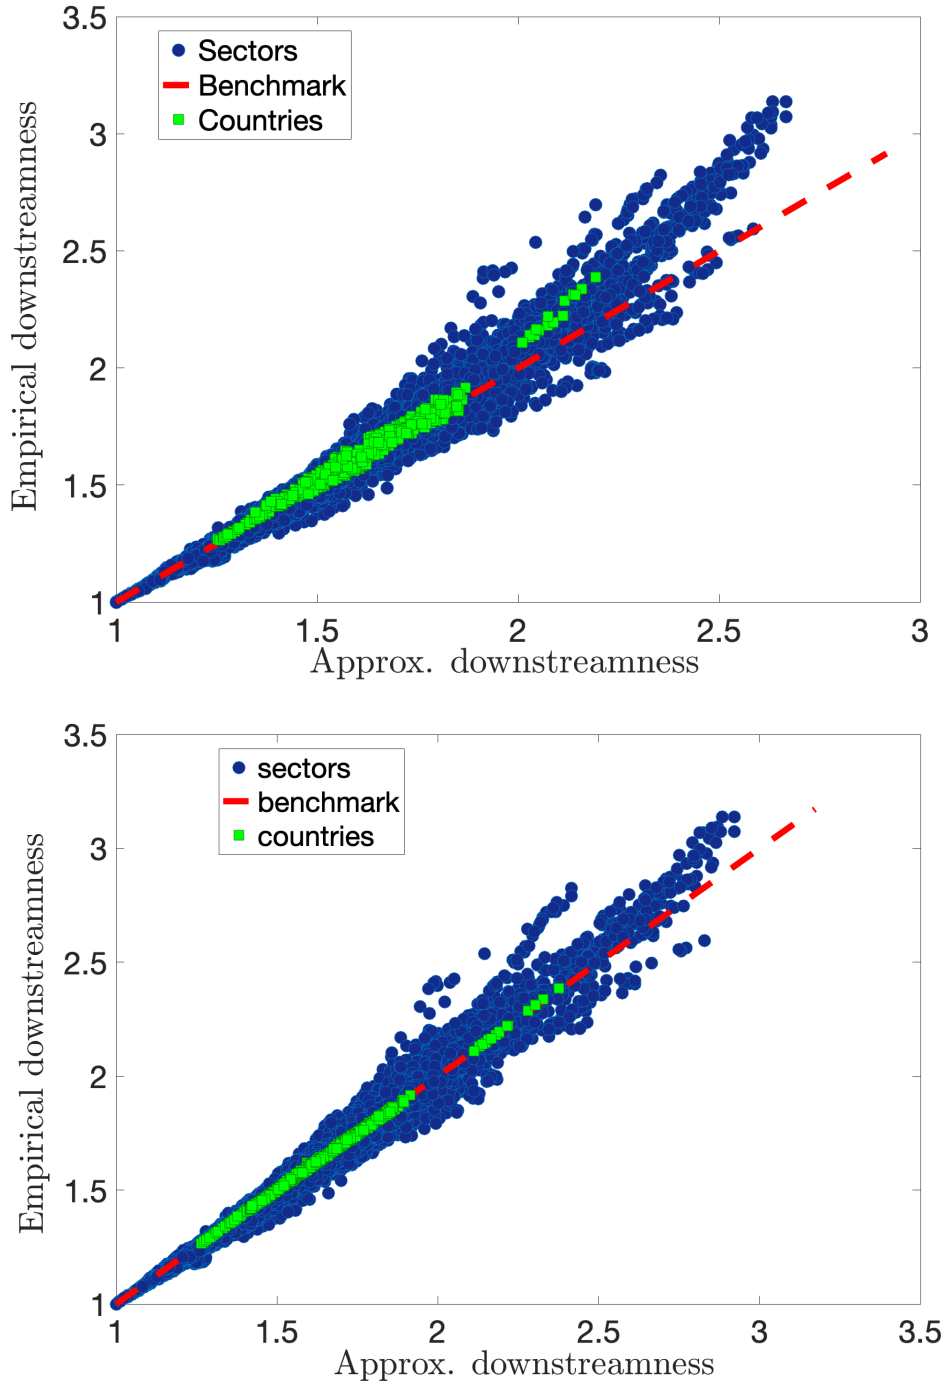 3.5
Sectors
Benchmark
Countries
3
2.5
2
1.5
1
Empirical downstreamness
1 1.5 2 2.5 3
Approx. downstreamness
3.5
sectors
benchmark
countries
3
2.5
2
1.5
1
Empirical downstreamness
1 1.5 2 2.5 3 3.5
Approx. downstreamness